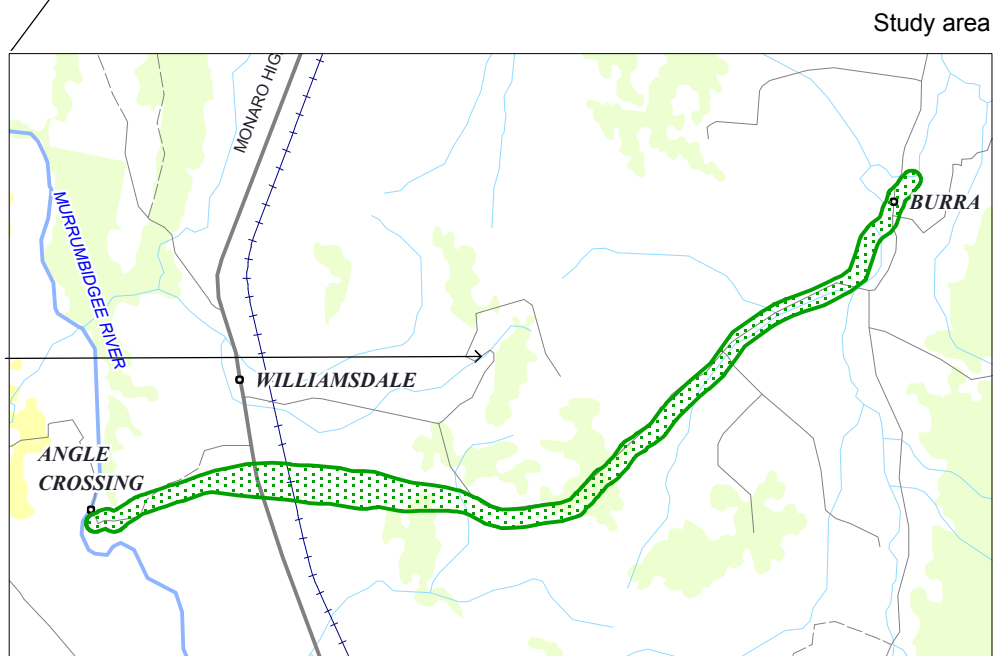 Study area
MONARO HIG
MURRUMBIDGEE RIVER
BURRA
WILLIAMSDALE
ANGLE
CROSSING